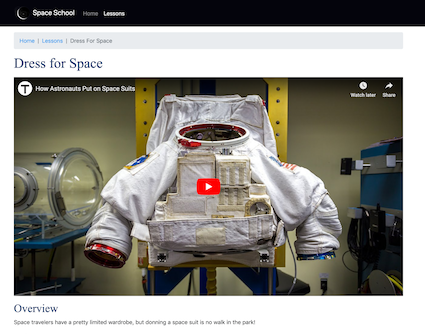 Space School Home Lessons
Home | Lessons | Dress For Space
Dress for Space
How Astronauts Put on Space Suits
Watch later Share
Overview
Space travelers have a pretty limited wardrobe, but donning a space suit is no walk in the park!